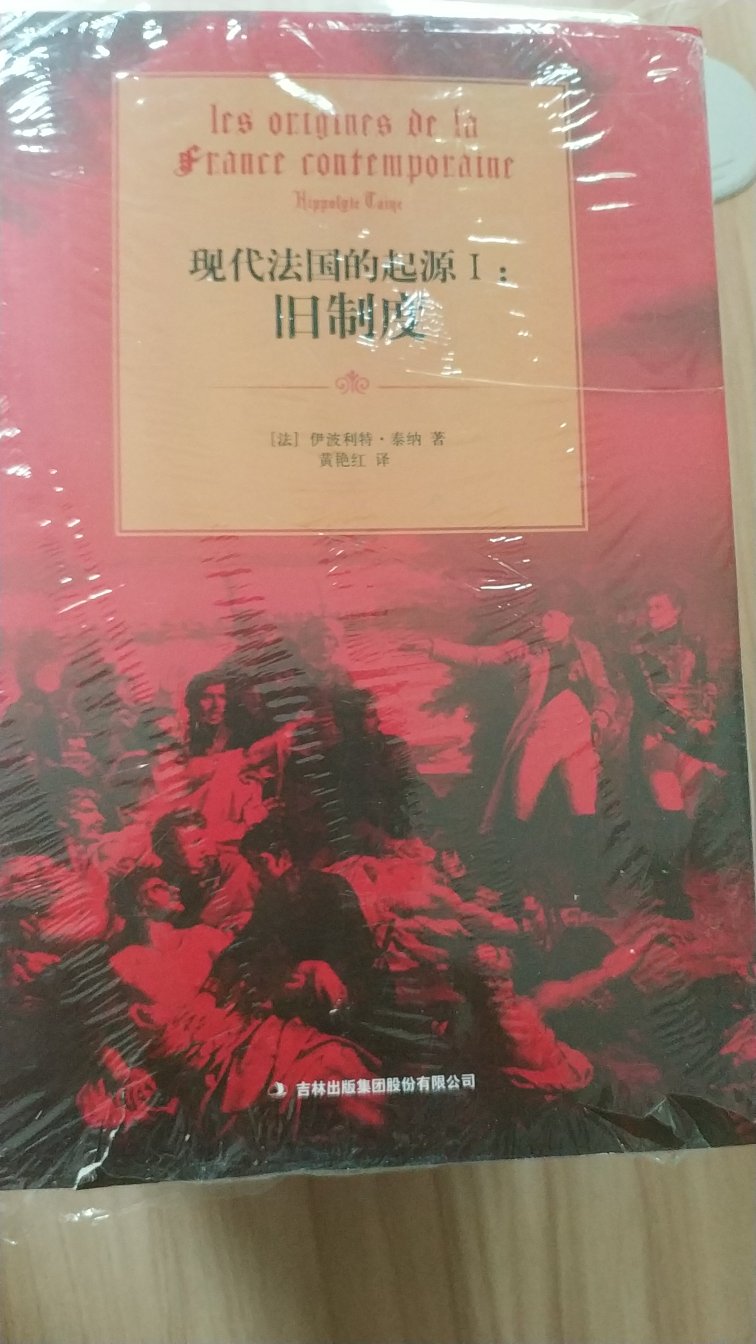 les origines de la
France contemporaine
Hippolyte Taine
现代法国的起源 I：
旧制度
［法］ 伊波利特·泰纳 著
黄艳红 译
吉林出版集团股份有限公司